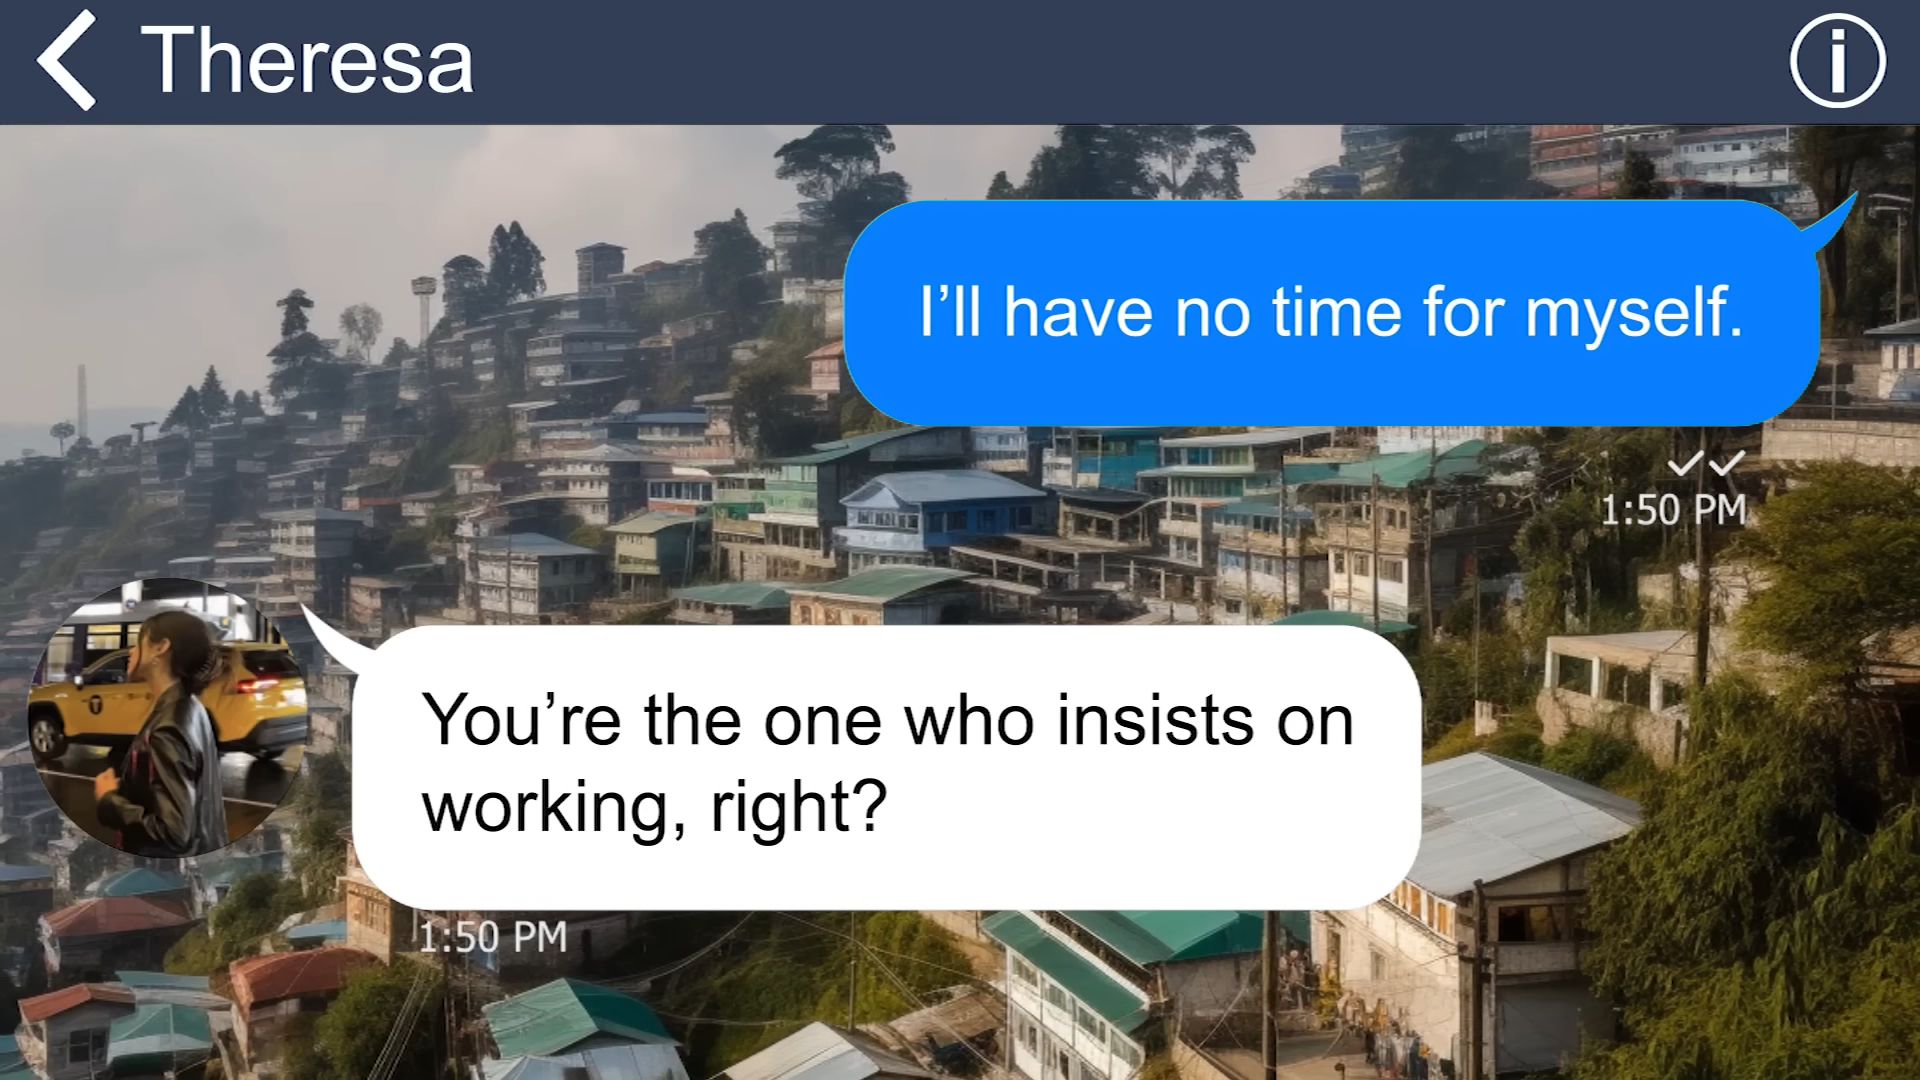 Theresa
I’ll have no time for myself.
1:50 PM
You’re the one who insists on
working, right?
1:50 PM